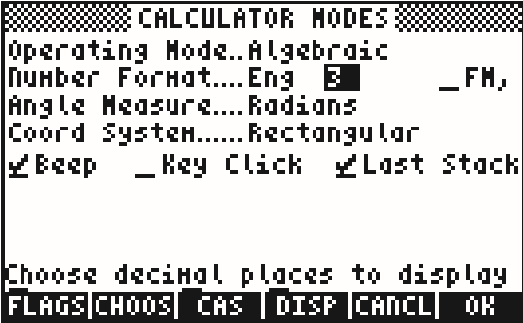 CALCULATOR MODES
Operating Mode..Algebraic
Number Format....Eng 3 _FM,
Angle Measure....Radians
Coord System......Rectangular
✓Beep _Key Click ✓Last Stack
Choose decimal places to display
FLAGS CHOOS CAS DISP CANCL OK